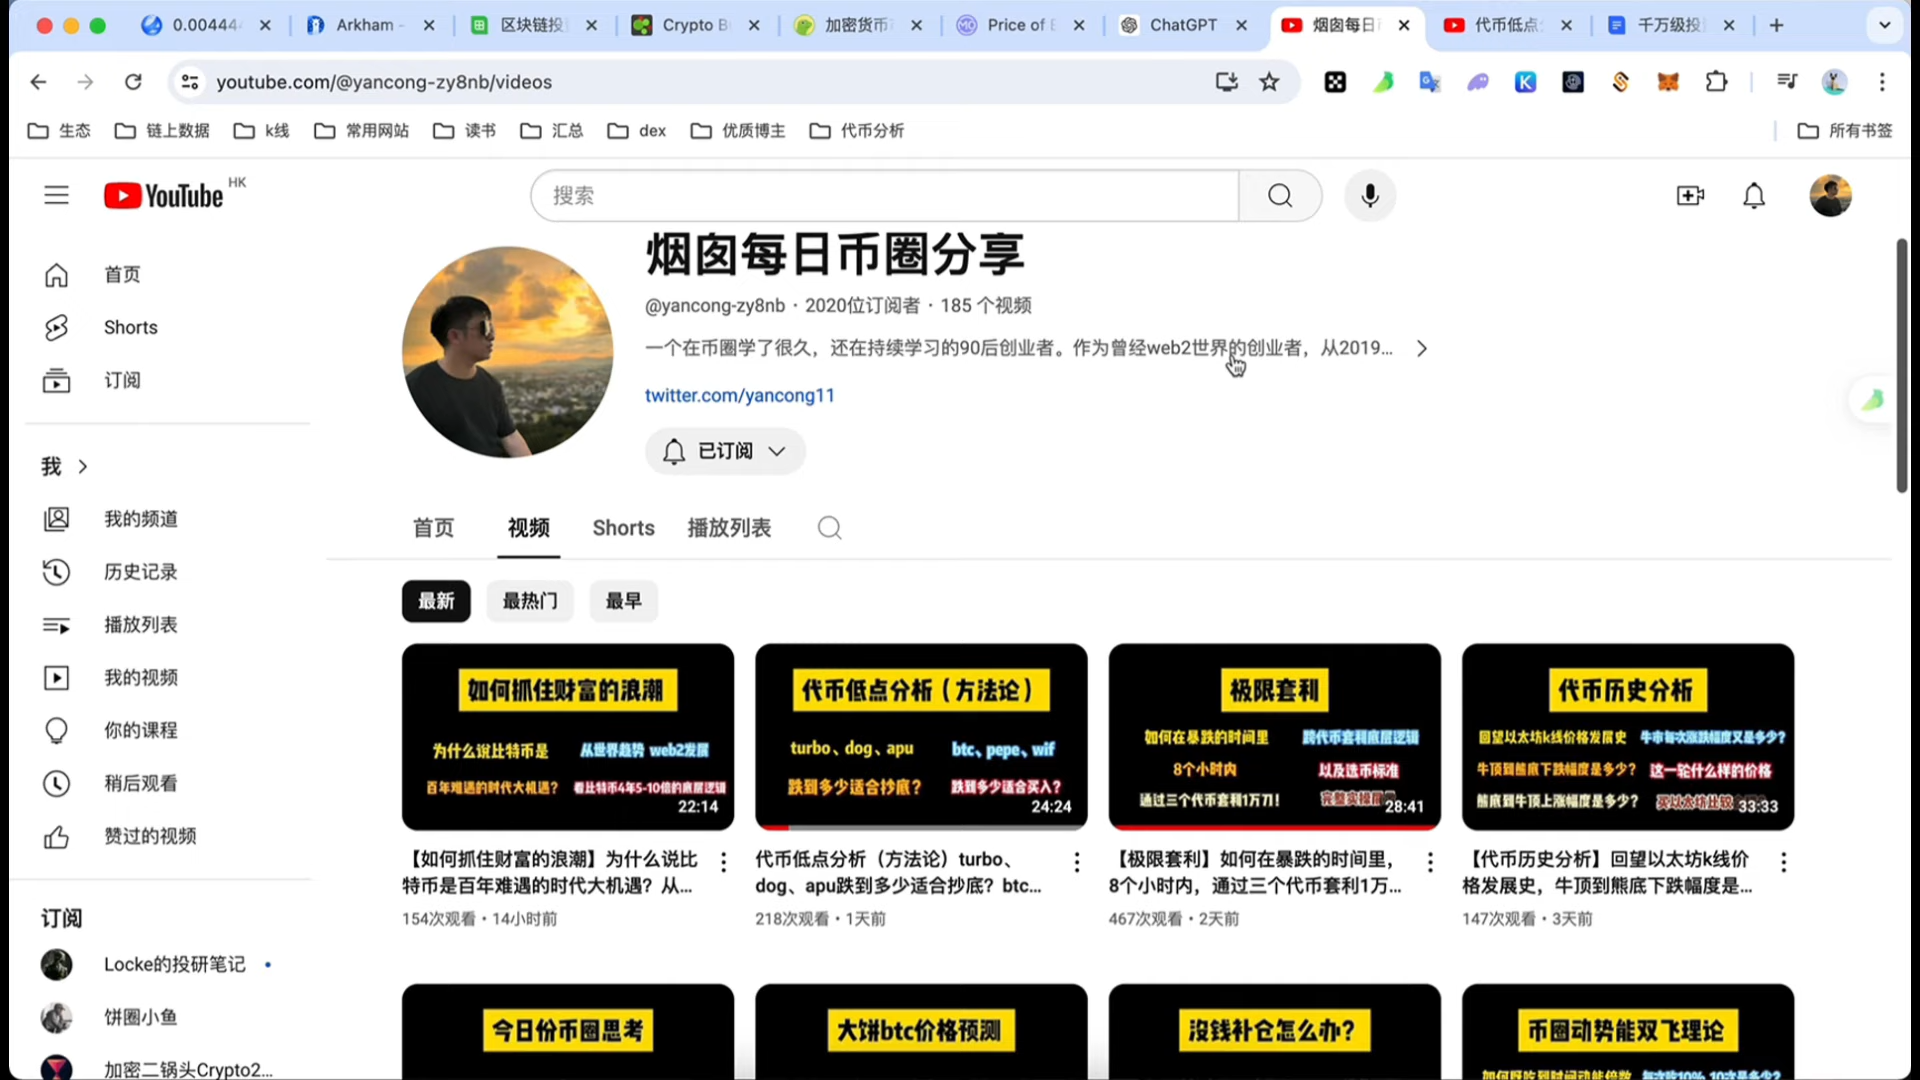 0.00444
Arkham -
区块链投
Crypto B
加密货币
Price of E
ChatGPT
烟囱每日
代币低点
千万级投
youtube.com/@yancong-zy8nb/videos
生态
链上数据
k线
常用网站
读书
汇总
dex
优质博主
代币分析
所有书签
YouTube HK
搜索
首页
Shorts
订阅
我
我的频道
历史记录
播放列表
我的视频
你的课程
稍后观看
赞过的视频
订阅
Locke的投研笔记
饼圈小鱼
加密二锅头Crypto2...
烟囱每日币圈分享
@yancong-zy8nb · 2020位订阅者 · 185 个视频
一个在币圈学了很久，还在持续学习的90后创业者。作为曾经web2世界的创业者，从2019...
twitter.com/yancong11
已订阅
首页
视频
Shorts
播放列表
最新
最热门
最早
如何抓住财富的浪潮
为什么说比特币是
从世界趋势 web2发展
百年难遇的时代大机遇？
看比特币4年5-10倍的底层逻辑
22:14
【如何抓住财富的浪潮】为什么说比
特币是百年难遇的时代大机遇？从...
154次观看 · 14小时前
代币低点分析（方法论）
turbo、dog、apu
btc、pepe、wif
跌到多少适合抄底？
跌到多少适合买入？
24:24
代币低点分析（方法论）turbo、
dog、apu跌到多少适合抄底？btc...
218次观看 · 1天前
极限套利
如何在暴跌的时间里
跨代币套利底层逻辑
8个小时内
以及选币标准
通过三个代币套利1万刀！
28:41
【极限套利】如何在暴跌的时间里，
8个小时内，通过三个代币套利1万...
467次观看 · 2天前
代币历史分析
回望以太坊k线价格发展史
牛市每次涨跌幅度又是多少？
牛顶到熊底下跌幅度是多少？
这一轮什么样的价格
熊底到牛顶上涨幅度是多少？
买以太坊比较
33:33
【代币历史分析】回望以太坊k线价
格发展史，牛顶到熊底下跌幅度是...
147次观看 · 3天前
今日份币圈思考
大饼btc价格预测
没钱补仓怎么办？
币圈动势能双飞理论